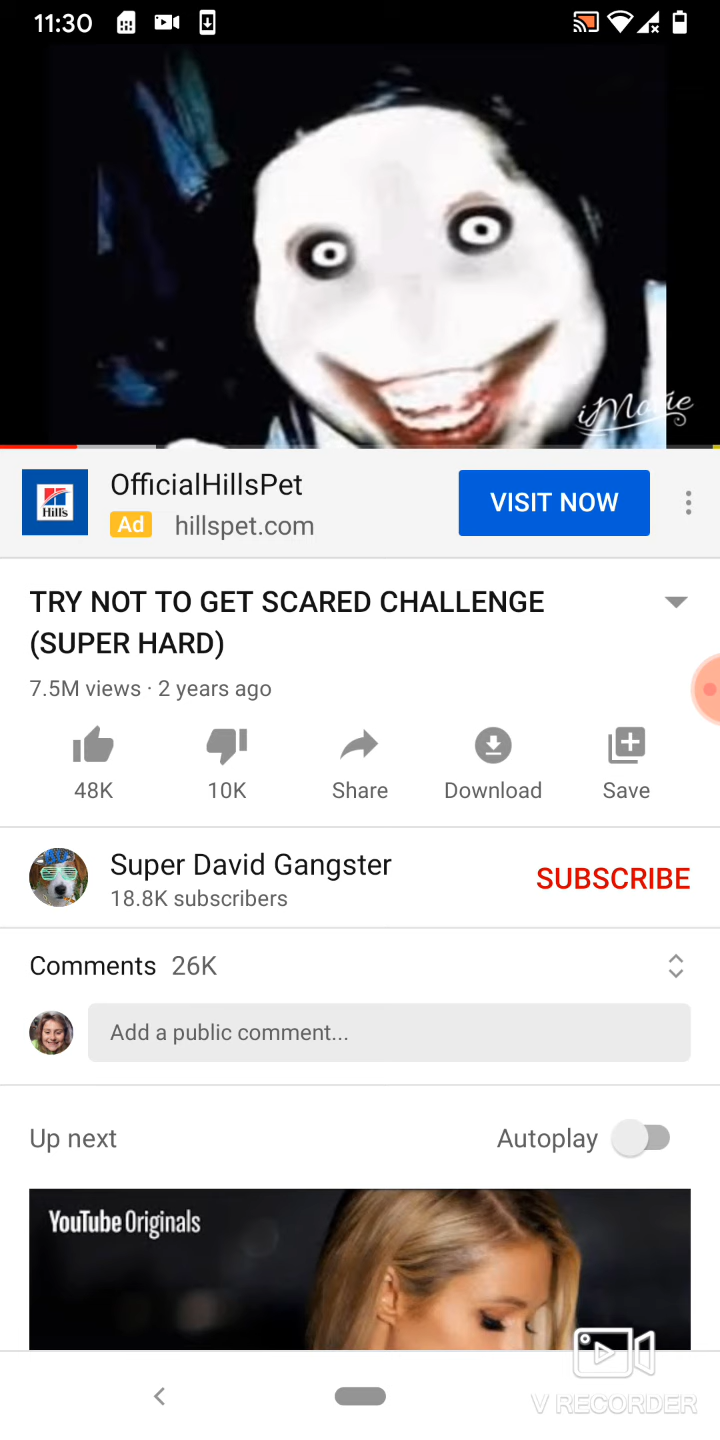 11:30
iMovie
OfficialHillsPet
Hill's
Ad hillspet.com
VISIT NOW
TRY NOT TO GET SCARED CHALLENGE
(SUPER HARD)
7.5M views · 2 years ago
48K
10K
Share
Download
Save
Super David Gangster
18.8K subscribers
SUBSCRIBE
Comments 26K
Add a public comment...
Up next
Autoplay
YouTube Originals
V RECORDER